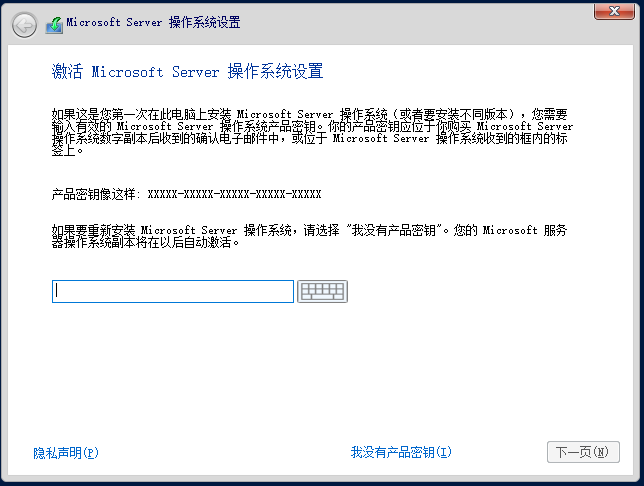 Microsoft Server 操作系统设置
激活 Microsoft Server 操作系统设置
如果这是您第一次在此电脑上安装 Microsoft Server 操作系统（或者要安装不同版本），您需要
输入有效的 Microsoft Server 操作系统产品密钥。你的产品密钥应位于你购买 Microsoft Server
操作系统数字副本后收到的确认电子邮件中，或位于 Microsoft Server 操作系统收到的框内的标
签上。
产品密钥像这样: XXXXX-XXXXX-XXXXX-XXXXX-XXXXX
如果要重新安装 Microsoft Server 操作系统，请选择 "我没有产品密钥"。您的 Microsoft 服务
器操作系统副本将在以后自动激活。
隐私声明(P) 我没有产品密钥(I) 下一页(N)